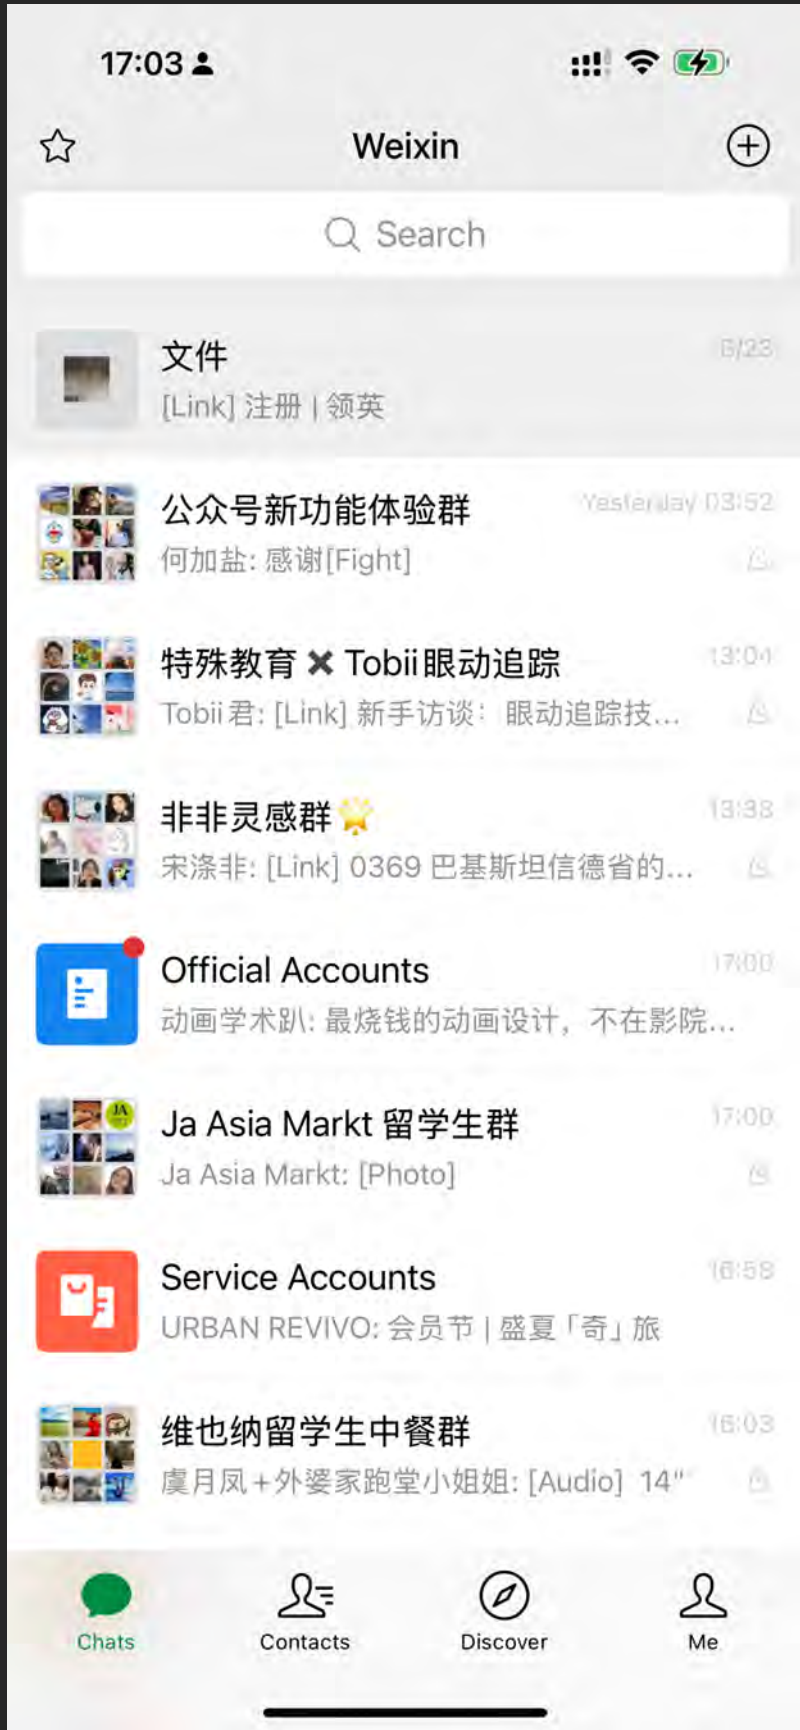 17:03
Weixin
Search
文件
6/23
[Link] 注册 | 领英
公众号新功能体验群
Yesterday 03:52
何加盐: 感谢[Fight]
特殊教育 ✖ Tobii眼动追踪
13:04
Tobii君: [Link] 新手访谈：眼动追踪技...
非非灵感群🌟
13:38
宋涤非: [Link] 0369 巴基斯坦信德省的...
Official Accounts
17:00
动画学术趴: 最烧钱的动画设计，不在影院...
JA
Ja Asia Markt 留学生群
17:00
Ja Asia Markt: [Photo]
Service Accounts
16:58
URBAN REVIVO: 会员节 | 盛夏「奇」旅
维也纳留学生中餐群
16:03
虞月凤+外婆家跑堂小姐姐: [Audio] 14"
Chats
Contacts
Discover
Me